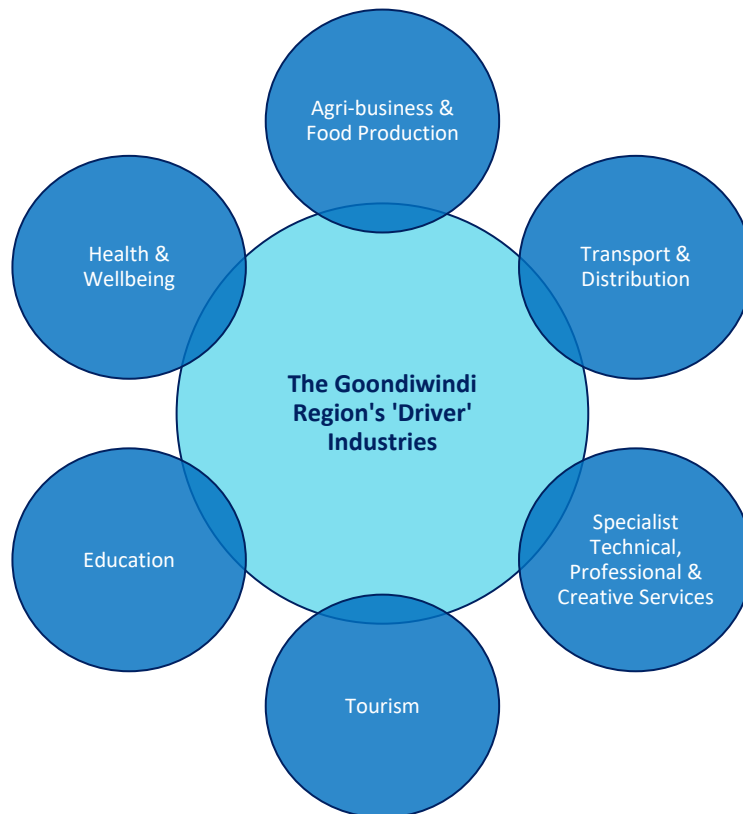 Agri-business &
Food Production
Health &
Wellbeing
Transport &
Distribution
The Goondiwindi
Region's 'Driver'
Industries
Education
Specialist
Technical,
Professional &
Creative Services
Tourism